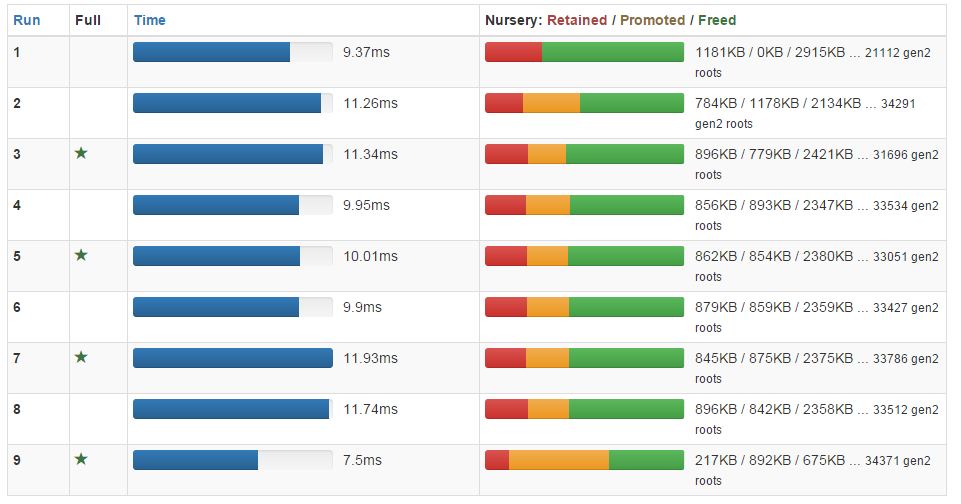 Run Full Time Nursery: Retained / Promoted / Freed
1 9.37ms 1181KB / 0KB / 2915KB ... 21112 gen2
roots
2 11.26ms 784KB / 1178KB / 2134KB ... 34291
gen2 roots
3 ★ 11.34ms 896KB / 779KB / 2421KB ... 31696 gen2
roots
4 9.95ms 856KB / 893KB / 2347KB ... 33534 gen2
roots
5 ★ 10.01ms 862KB / 854KB / 2380KB ... 33051 gen2
roots
6 9.9ms 879KB / 859KB / 2359KB ... 33427 gen2
roots
7 ★ 11.93ms 845KB / 875KB / 2375KB ... 33786 gen2
roots
8 11.74ms 896KB / 842KB / 2358KB ... 33512 gen2
roots
9 ★ 7.5ms 217KB / 892KB / 675KB ... 34371 gen2
roots